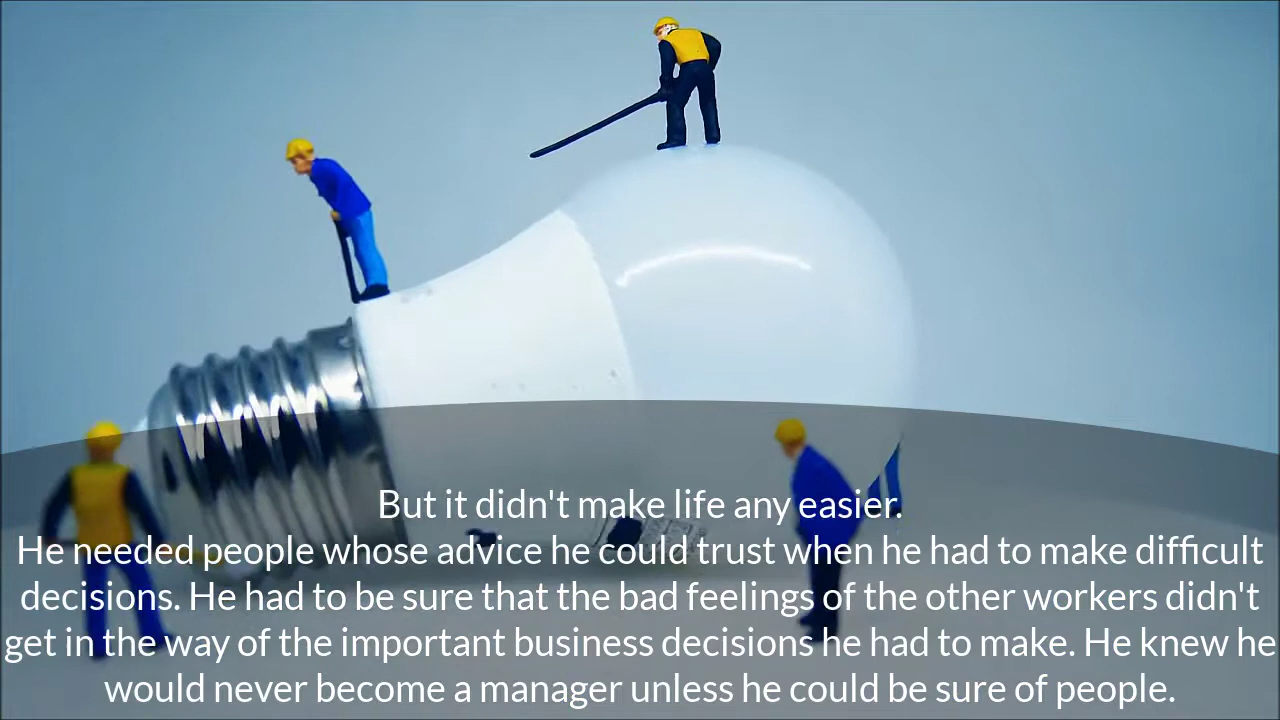 But it didn't make life any easier.
He needed people whose advice he could trust when he had to make difficult
decisions. He had to be sure that the bad feelings of the other workers didn't
get in the way of the important business decisions he had to make. He knew he
would never become a manager unless he could be sure of people.